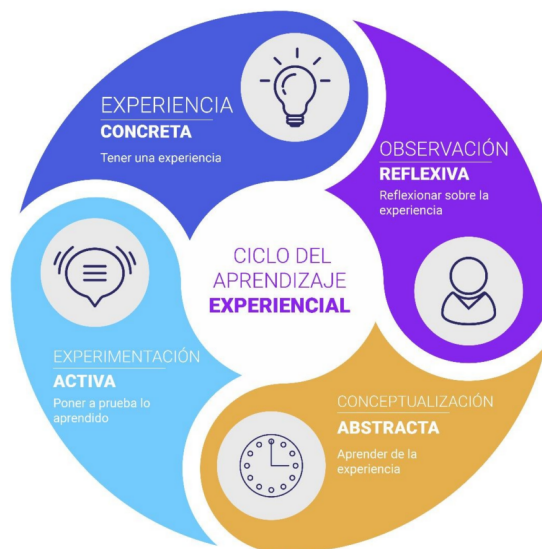 EXPERIENCIA
CONCRETA
Tener una experiencia
OBSERVACIÓN
REFLEXIVA
Reflexionar sobre la
experiencia
CICLO DEL
APRENDIZAJE
EXPERIENCIAL
CONCEPTUALIZACIÓN
ABSTRACTA
Aprender de la
experiencia
EXPERIMENTACIÓN
ACTIVA
Poner a prueba lo
aprendido